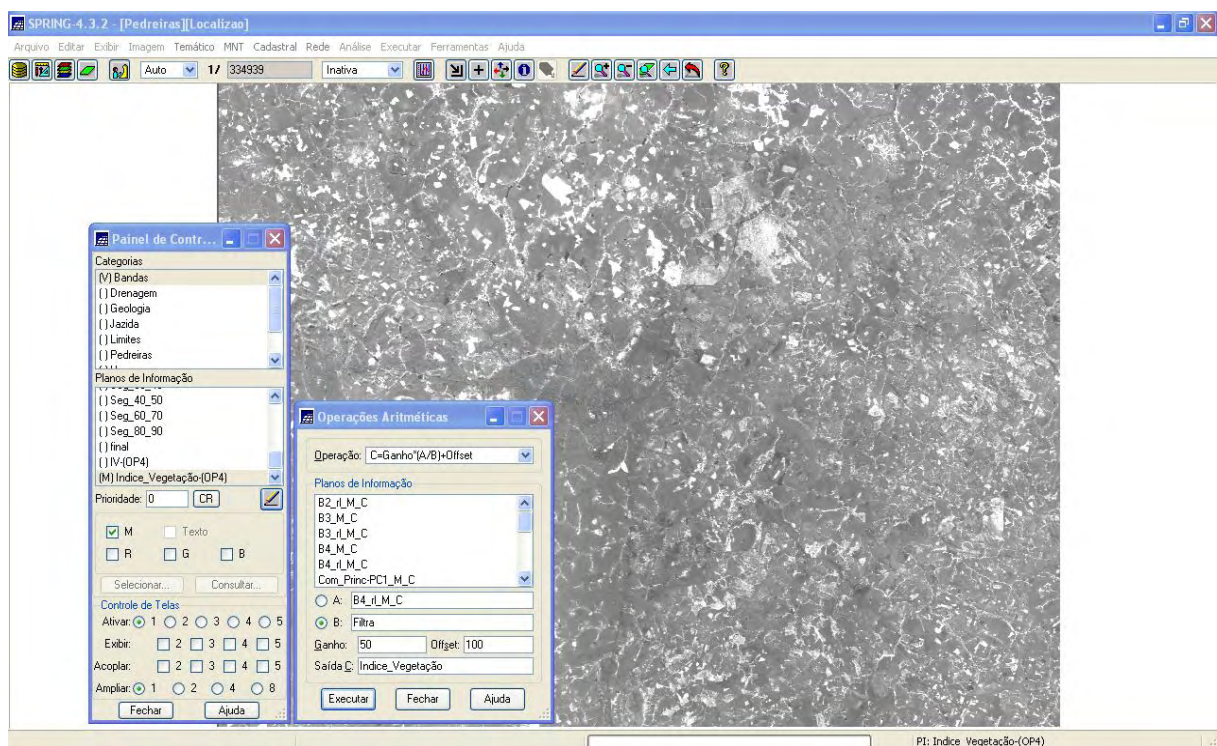 SPRING-4.3.2 - [Pedreiras][Localizao]
Arquivo Editar Exibir Imagem Temático MNT Cadastral Rede Análise Executar Ferramentas Ajuda
Auto 1/ 334939 Inativa
Painel de Contr...
Categorias
(V) Bandas
( ) Drenagem
( ) Geologia
( ) Jazida
( ) Limites
( ) Pedreiras
Planos de Informação
( ) Seg_40_50
( ) Seg_60_70
( ) Seg_80_90
( ) final
( ) IV-(OP4)
(M) Indice_Vegetação-(OP4)
Prioridade: 0 CR
M Texto
R G B
Selecionar... Consultar...
Controle de Telas
Ativar: 1 2 3 4 5
Exibir: 2 3 4 5
Acoplar: 2 3 4 5
Ampliar: 1 2 4 8
Fechar Ajuda
Operações Aritméticas
Operação: C=Ganho*(A/B)+Offset
Planos de Informação
B2_rl_M_C
B3_M_C
B3_rl_M_C
B4_M_C
B4_rl_M_C
Com_Princ-PC1_M_C
A: B4_rl_M_C
B: Filtra
Ganho: 50 Offset: 100
Saída C: Indice_Vegetação
Executar Fechar Ajuda
PI: Indice_Vegetação-(OP4)